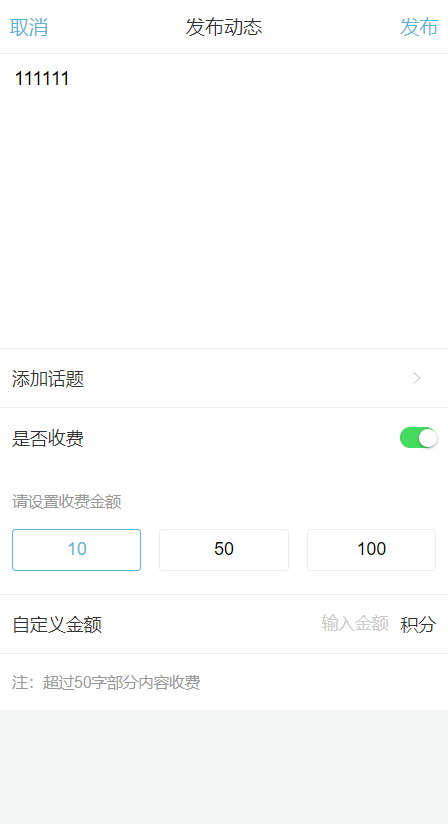 取消 发布动态 发布
111111
添加话题
是否收费
请设置收费金额
10 50 100
自定义金额 输入金额 积分
注：超过50字部分内容收费